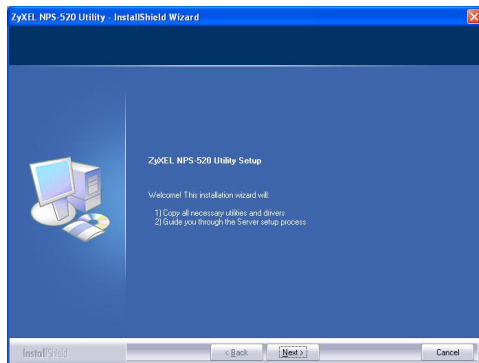 ZyXEL NPS-520 Utility - InstallShield Wizard
ZyXEL NPS-520 Utility Setup
Welcome! This installation wizard will:
1) Copy all necessary utilities and drivers
2) Guide you through the Server setup process
InstallShield
< Back
Next >
Cancel